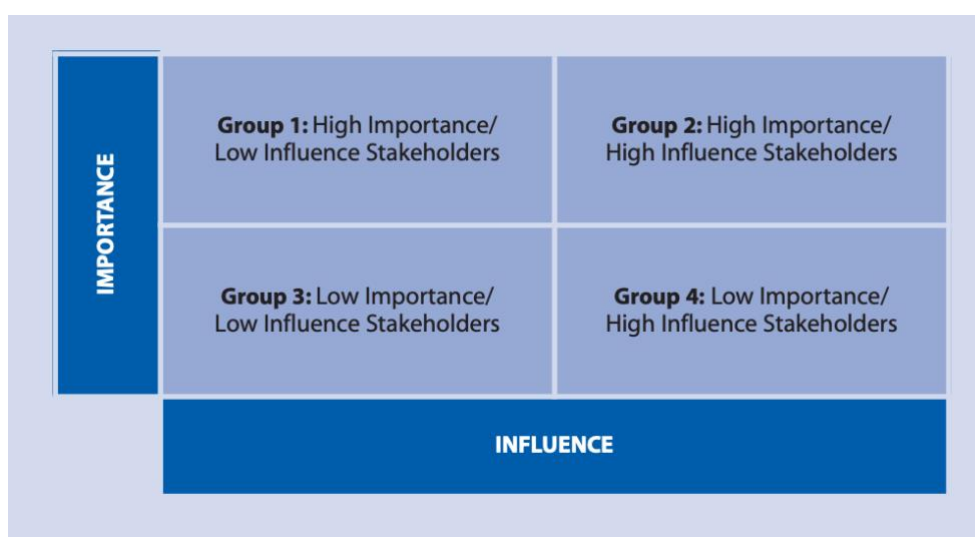 IMPORTANCE
Group 1: High Importance/
Low Influence Stakeholders
Group 2: High Importance/
High Influence Stakeholders
Group 3: Low Importance/
Low Influence Stakeholders
Group 4: Low Importance/
High Influence Stakeholders
INFLUENCE